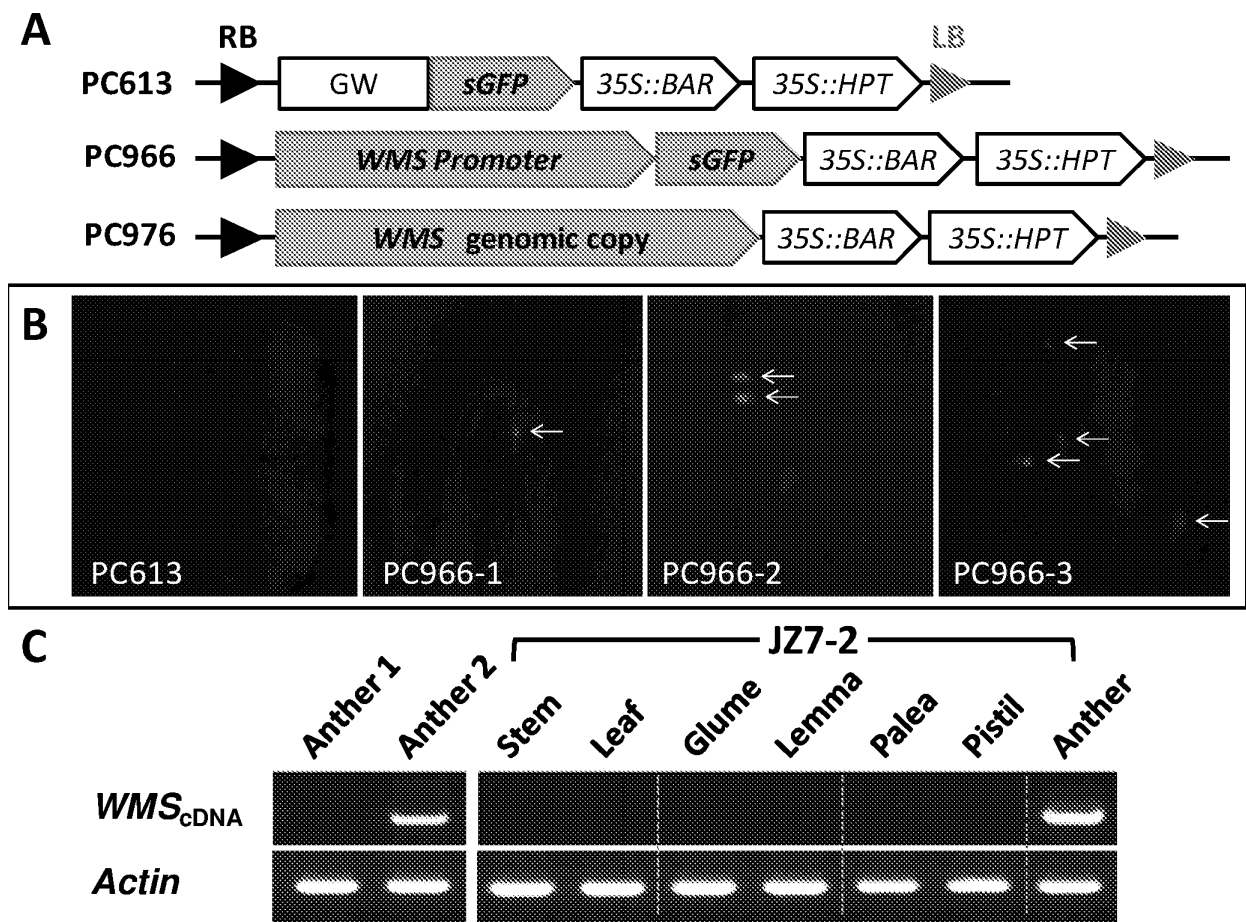 A
RB
LB
PC613
GW
sGFP
35S::BAR
35S::HPT
PC966
WMS Promoter
sGFP
35S::BAR
35S::HPT
PC976
WMS genomic copy
35S::BAR
35S::HPT
B
PC613
PC966-1
PC966-2
PC966-3
C
JZ7-2
Anther 1
Anther 2
Stem
Leaf
Glume
Lemma
Palea
Pistil
Anther
WMScDNA
Actin